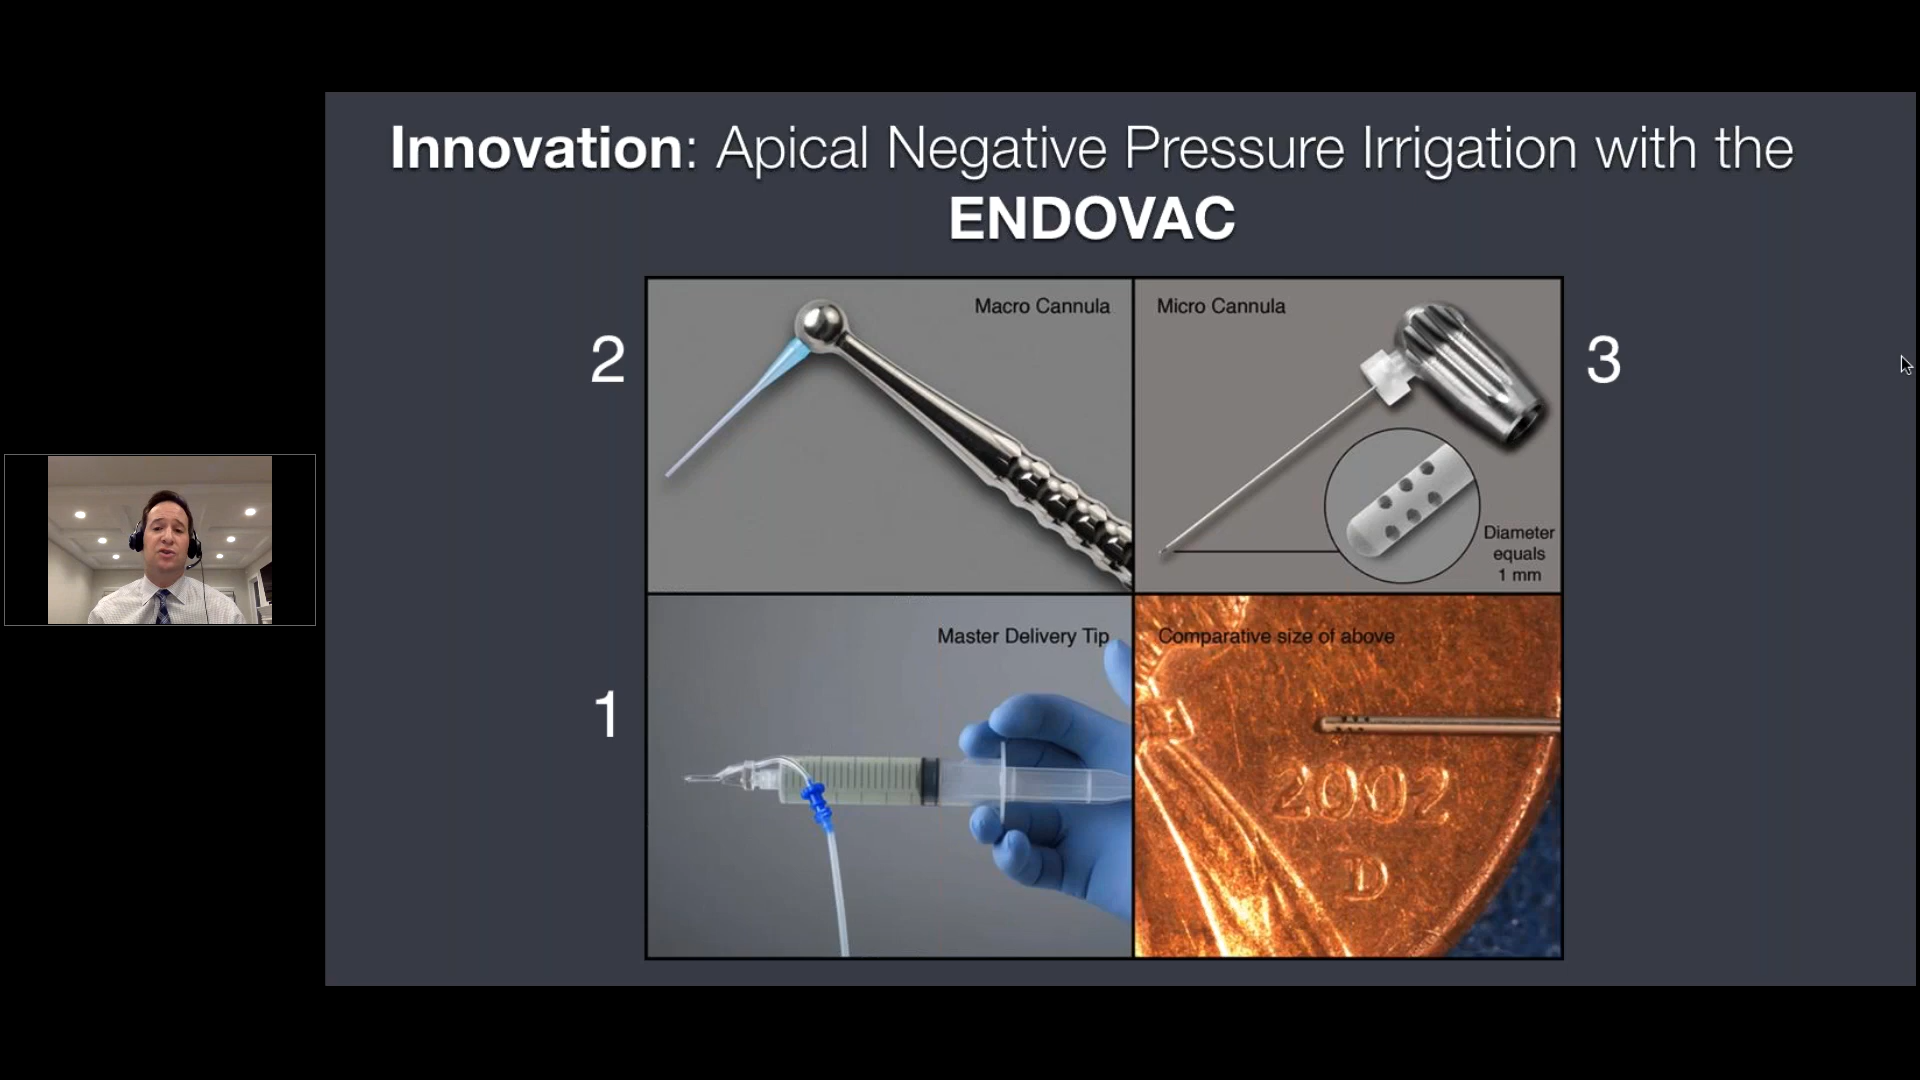 Innovation: Apical Negative Pressure Irrigation with the
ENDOVAC
2
Macro Cannula
Micro Cannula
3
Diameter
equals
1 mm
1
Master Delivery Tip
Comparative size of above
2002
D